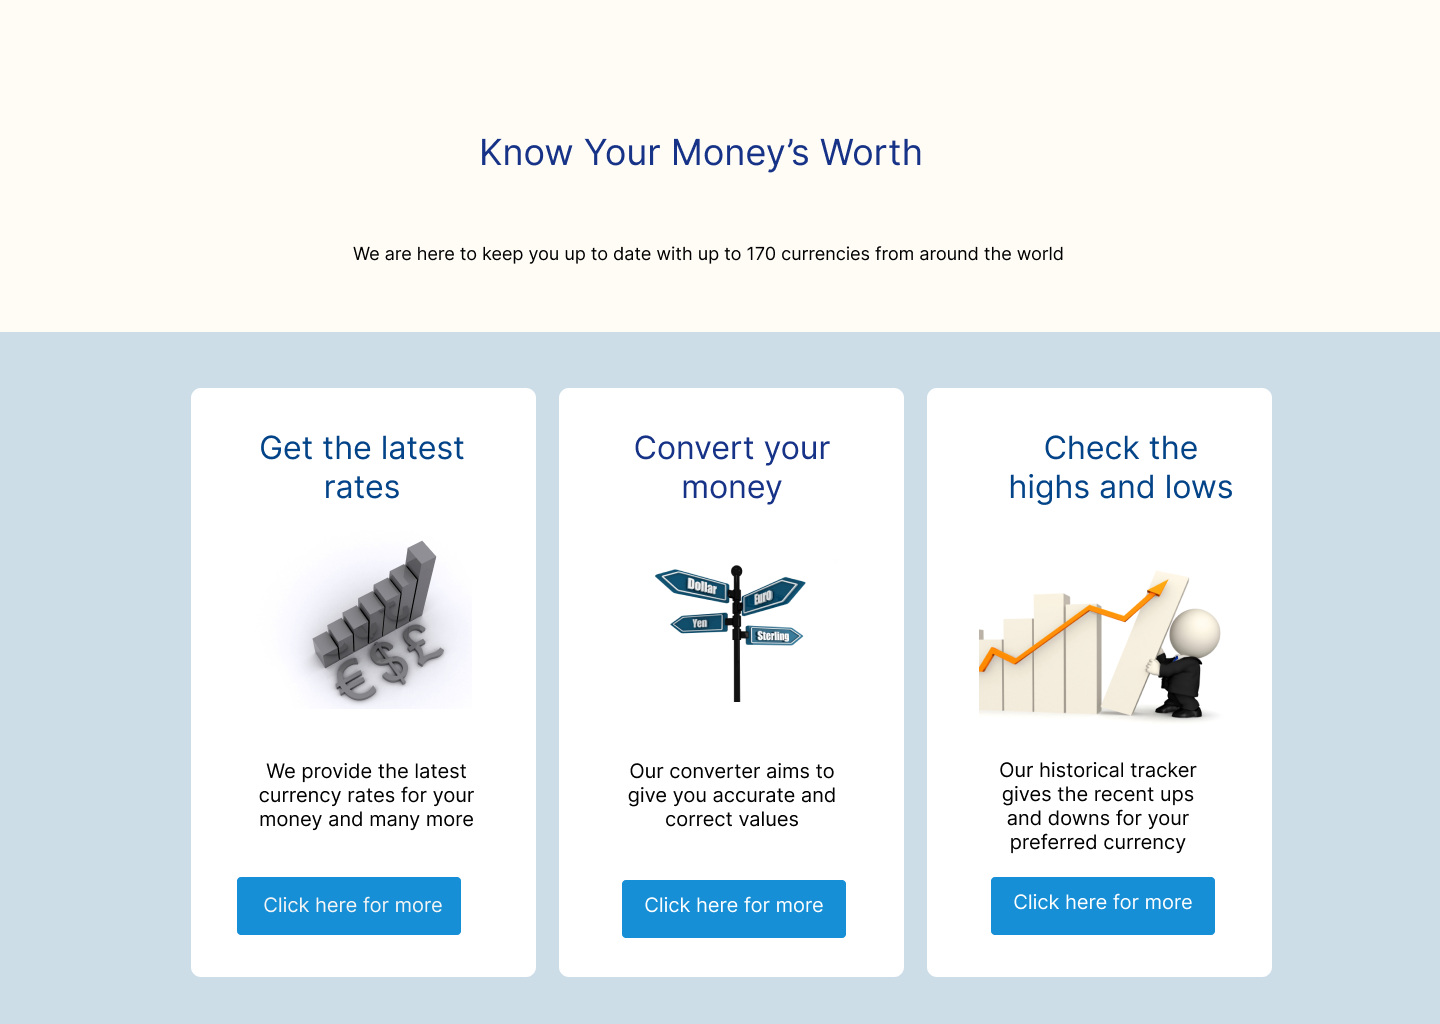 Know Your Money’s Worth
We are here to keep you up to date with up to 170 currencies from around the world
Get the latest
rates
We provide the latest
currency rates for your
money and many more
Click here for more
Convert your
money
Dollar
Euro
Yen
Sterling
Our converter aims to
give you accurate and
correct values
Click here for more
Check the
highs and lows
Our historical tracker
gives the recent ups
and downs for your
preferred currency
Click here for more